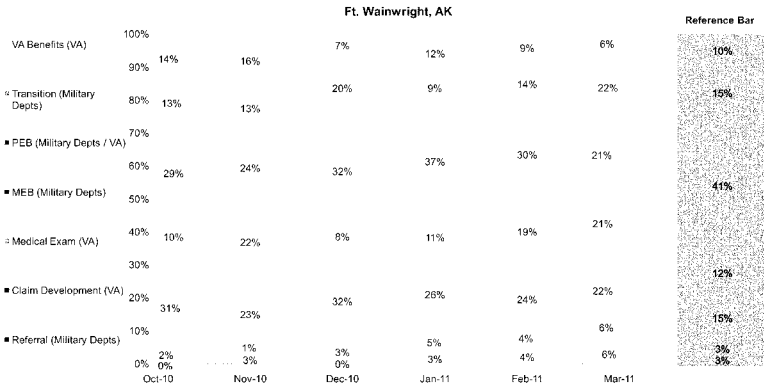 Ft. Wainwright, AK
Reference Bar
VA Benefits (VA)
Transition (Military
Depts)
PEB (Military Depts / VA)
MEB (Military Depts)
Medical Exam (VA)
Claim Development (VA)
Referral (Military Depts)
100%
90%
80%
70%
60%
50%
40%
30%
20%
10%
0%
14% 16% 7% 12% 9% 6% 10%
13% 13% 20% 9% 14% 22% 15%
29% 24% 32% 37% 30% 21% 41%
10% 22% 8% 11% 19% 21% 12%
31% 23% 32% 26% 24% 22% 15%
2% 1% 3% 5% 4% 6% 3%
0% 3% 0% 3% 4% 6% 3%
Oct-10 Nov-10 Dec-10 Jan-11 Feb-11 Mar-11